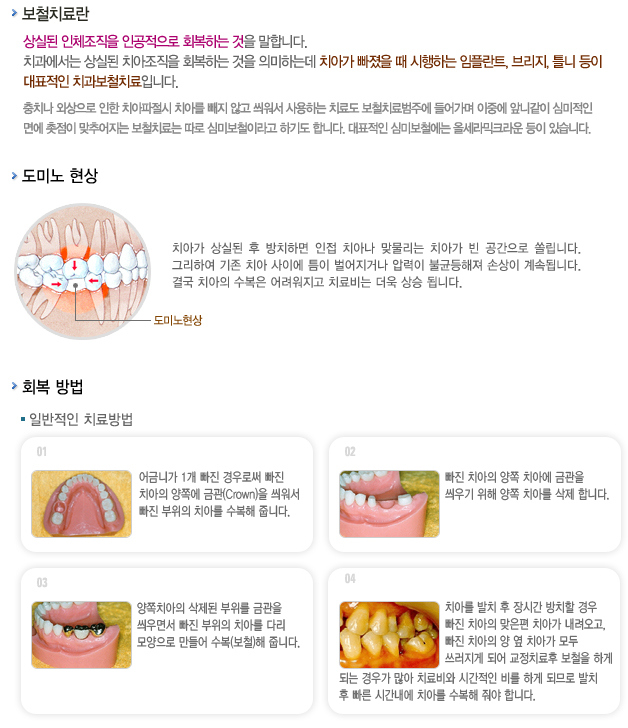 보철치료란
상실된 인체조직을 인공적으로 회복하는 것을 말합니다.
치과에서는 상실된 치아조직을 회복하는 것을 의미하는데 치아가 빠졌을 때 시행하는 임플란트, 브리지, 틀니 등이
대표적인 치과보철치료입니다.
충치나 외상으로 인한 치아파절시 치아를 빼지 않고 씌워서 사용하는 치료도 보철치료범주에 들어가며 이중에 앞니같이 심미적인
면에 촛점이 맞추어지는 보철치료는 따로 심미보철이라고 하기도 합니다. 대표적인 심미보철에는 올세라믹크라운 등이 있습니다.
도미노 현상
치아가 상실된 후 방치하면 인접 치아나 맞물리는 치아가 빈 공간으로 쏠립니다.
그리하여 기존 치아 사이에 틈이 벌어지거나 압력이 불균등해져 손상이 계속됩니다.
결국 치아의 수복은 어려워지고 치료비는 더욱 상승 됩니다.
도미노현상
회복 방법
일반적인 치료방법
01
어금니가 1개 빠진 경우로써 빠진
치아의 양쪽에 금관(Crown)을 씌워서
빠진 부위의 치아를 수복해 줍니다.
02
빠진 치아의 양쪽 치아에 금관을
씌우기 위해 양쪽 치아를 삭제 합니다.
03
양쪽치아의 삭제된 부위를 금관을
씌우면서 빠진 부위의 치아를 다리
모양으로 만들어 수복(보철)해 줍니다.
04
치아를 발치 후 장시간 방치할 경우
빠진 치아의 맞은편 치아가 내려오고,
빠진 치아의 양 옆 치아가 모두
쓰러지게 되어 교정치료후 보철을 하게
되는 경우가 많아 치료비와 시간적인 비를 하게 되므로 발치
후 빠른 시간내에 치아를 수복해 줘야 합니다.